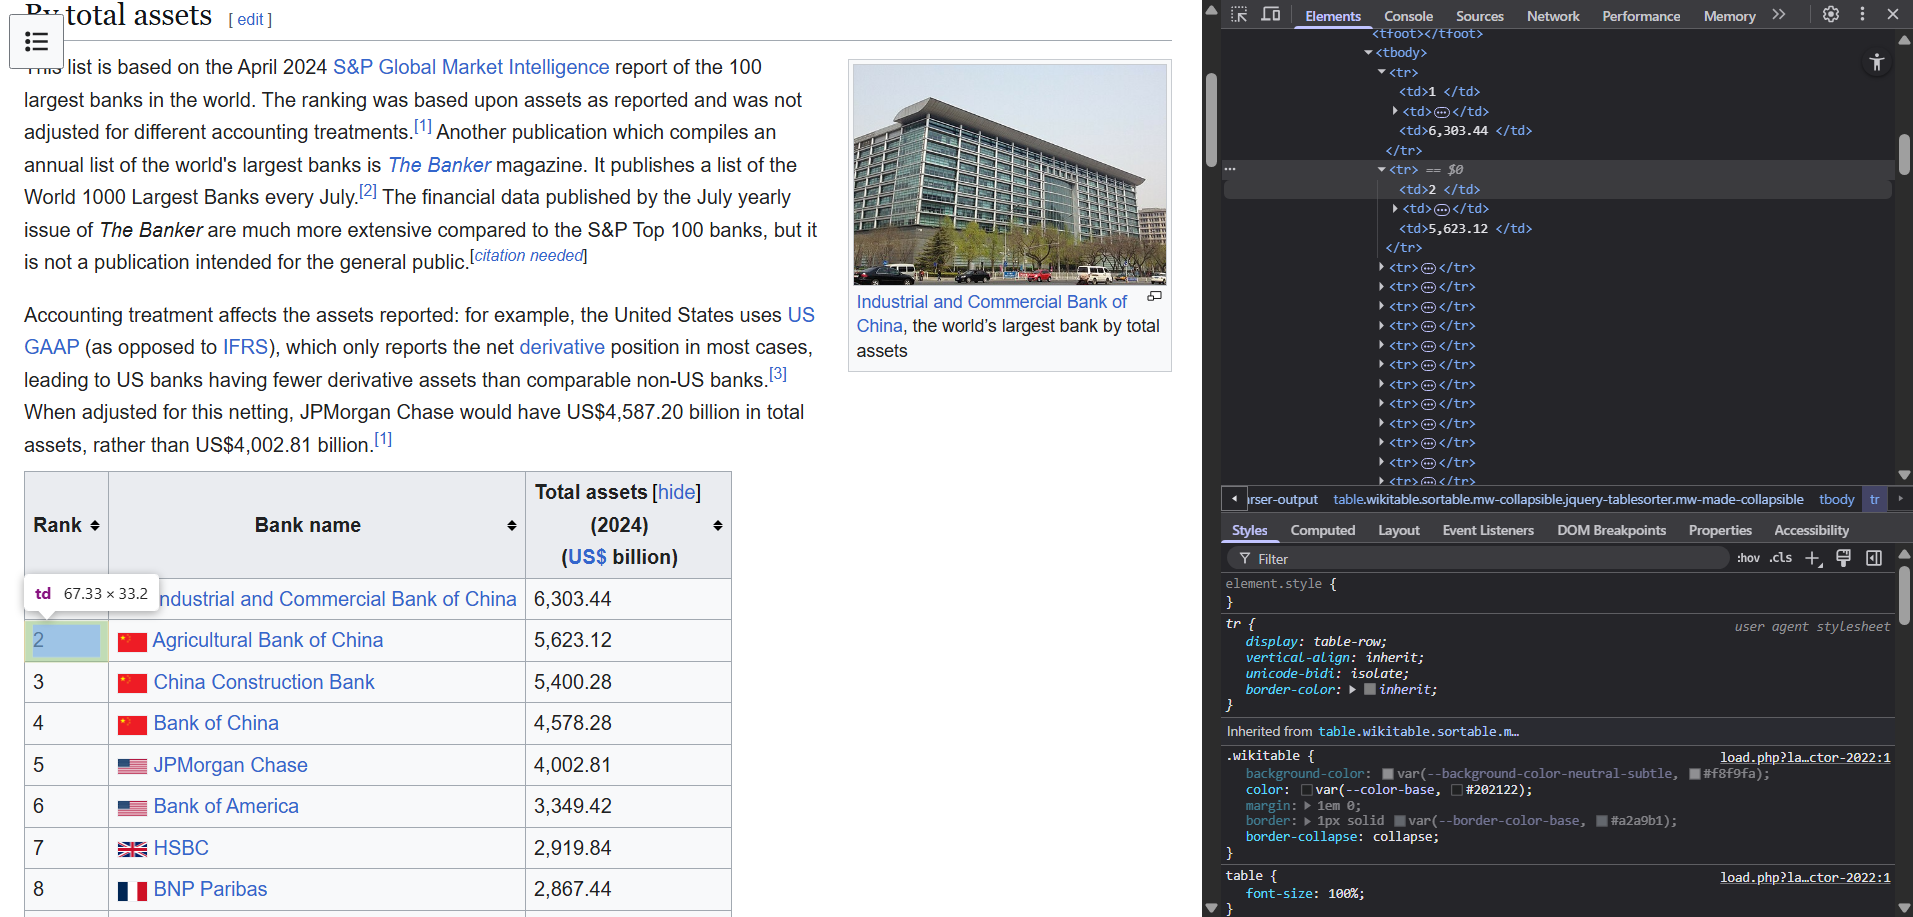 By total assets [ edit ]
This list is based on the April 2024 S&P Global Market Intelligence report of the 100
largest banks in the world. The ranking was based upon assets as reported and was not
adjusted for different accounting treatments.[1] Another publication which compiles an
annual list of the world's largest banks is The Banker magazine. It publishes a list of the
World 1000 Largest Banks every July.[2] The financial data published by the July yearly
issue of The Banker are much more extensive compared to the S&P Top 100 banks, but it
is not a publication intended for the general public.[citation needed]
Industrial and Commercial Bank of
China, the world's largest bank by total
assets
Accounting treatment affects the assets reported: for example, the United States uses US
GAAP (as opposed to IFRS), which only reports the net derivative position in most cases,
leading to US banks having fewer derivative assets than comparable non-US banks.[3]
When adjusted for this netting, JPMorgan Chase would have US$4,587.20 billion in total
assets, rather than US$4,002.81 billion.[1]
Rank Bank name Total assets [hide]
(2024)
(US$ billion)
td 67.33 × 33.2
Industrial and Commercial Bank of China 6,303.44
2 Agricultural Bank of China 5,623.12
3 China Construction Bank 5,400.28
4 Bank of China 4,578.28
5 JPMorgan Chase 4,002.81
6 Bank of America 3,349.42
7 HSBC 2,919.84
8 BNP Paribas 2,867.44
Elements Console Sources Network Performance Memory
<tfoot></tfoot>
<tbody>
<tr>
<td>1 </td>
<td>…</td>
<td>6,303.44 </td>
</tr>
… <tr> == $0
<td>2 </td>
<td>…</td>
<td>5,623.12 </td>
</tr>
<tr>…</tr>
<tr>…</tr>
<tr>…</tr>
<tr>…</tr>
<tr>…</tr>
<tr>…</tr>
<tr>…</tr>
<tr>…</tr>
<tr>…</tr>
<tr>…</tr>
<tr>…</tr>
<tr>…</tr>
rser-output table.wikitable.sortable.mw-collapsible.jquery-tablesorter.mw-made-collapsible tbody tr
Styles Computed Layout Event Listeners DOM Breakpoints Properties Accessibility
Filter :hov .cls
element.style {
}
tr { user agent stylesheet
display: table-row;
vertical-align: inherit;
unicode-bidi: isolate;
border-color: inherit;
}
Inherited from table.wikitable.sortable.m…
.wikitable { load.php?la…ctor-2022:1
background-color: var(--background-color-neutral-subtle, #f8f9fa);
color: var(--color-base, #202122);
margin: 1em 0;
border: 1px solid var(--border-color-base, #a2a9b1);
border-collapse: collapse;
}
table { load.php?la…ctor-2022:1
font-size: 100%;
}